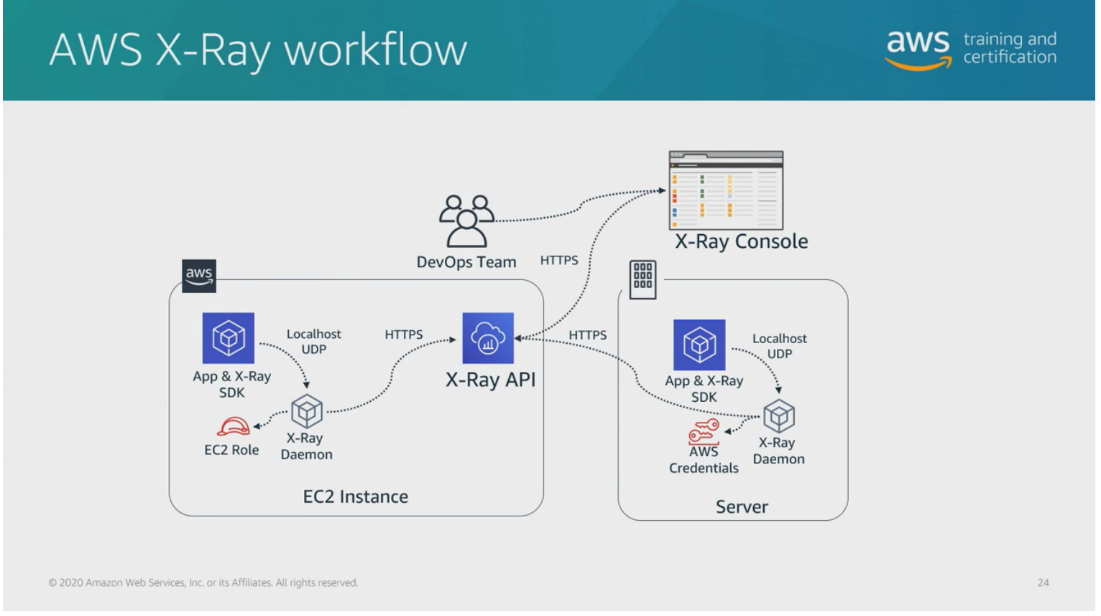 AWS X-Ray workflow
aws
training and
certification
X-Ray Console
DevOps Team
HTTPS
aws
App & X-Ray
SDK
Localhost
UDP
HTTPS
X-Ray API
EC2 Role
X-Ray
Daemon
EC2 Instance
HTTPS
App & X-Ray
SDK
Localhost
UDP
AWS
Credentials
X-Ray
Daemon
Server
© 2020 Amazon Web Services, Inc. or its Affiliates. All rights reserved.
24